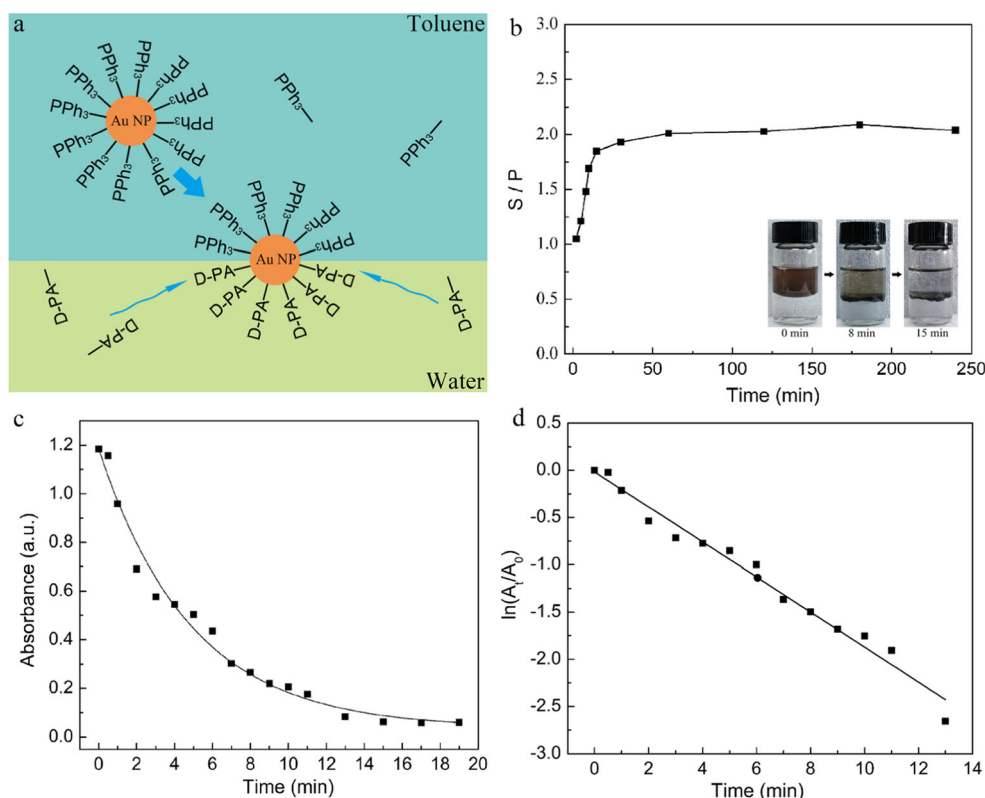 a
Toluene
PPh3
PPh3
PPh3
PPh3
PPh3
PPh3
PPh3
PPh3
PPh3
PPh3
PPh3
PPh3
PPh3
Au NP
PPh3
PPh3
PPh3
PPh3
PPh3
PPh3
PPh3
PPh3
Au NP
D-PA
D-PA
D-PA
D-PA
D-PA
D-PA
D-PA
D-PA
D-PA
D-PA
Water
b
3.0
2.5
2.0
1.5
1.0
0.5
0.0
S / P
0 min
8 min
15 min
0 50 100 150 200 250
Time (min)
c
1.2
1.0
0.8
0.6
0.4
0.2
0.0
Absorbance (a.u.)
0 2 4 6 8 10 12 14 16 18 20
Time (min)
d
0.5
0.0
-0.5
-1.0
-1.5
-2.0
-2.5
-3.0
ln(At/A0)
0 2 4 6 8 10 12 14
Time (min)